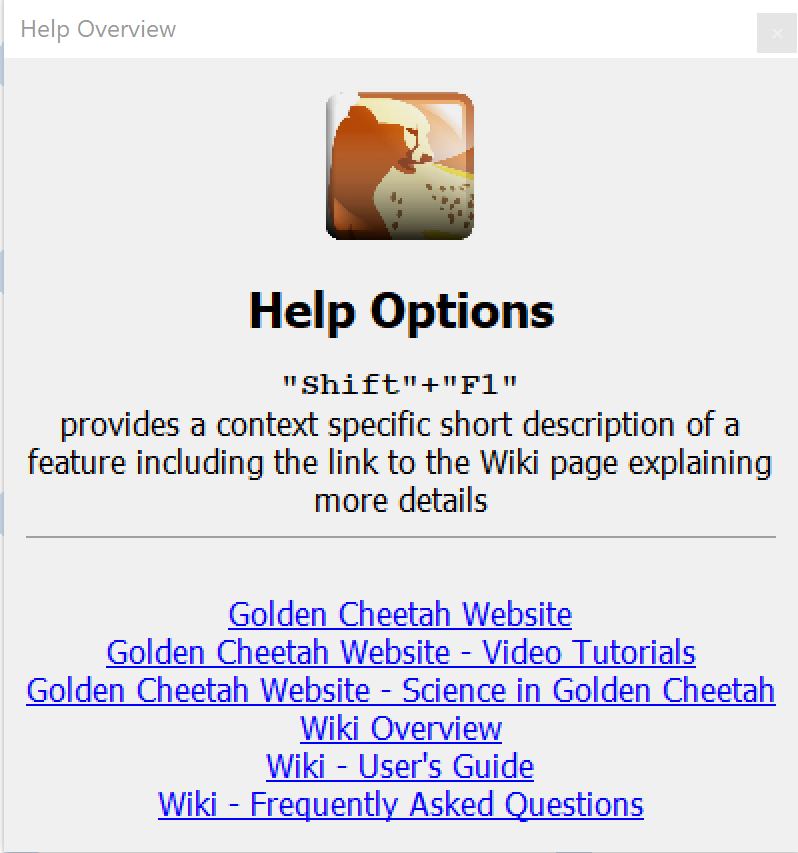 Help Overview
Help Options
"Shift"+"F1"
provides a context specific short description of a
feature including the link to the Wiki page explaining
more details
Golden Cheetah Website
Golden Cheetah Website - Video Tutorials
Golden Cheetah Website - Science in Golden Cheetah
Wiki Overview
Wiki - User's Guide
Wiki - Frequently Asked Questions